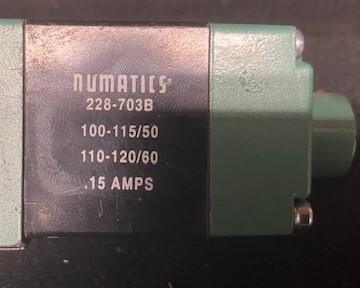 numatics®
228-703B
100-115/50
110-120/60
.15 AMPS